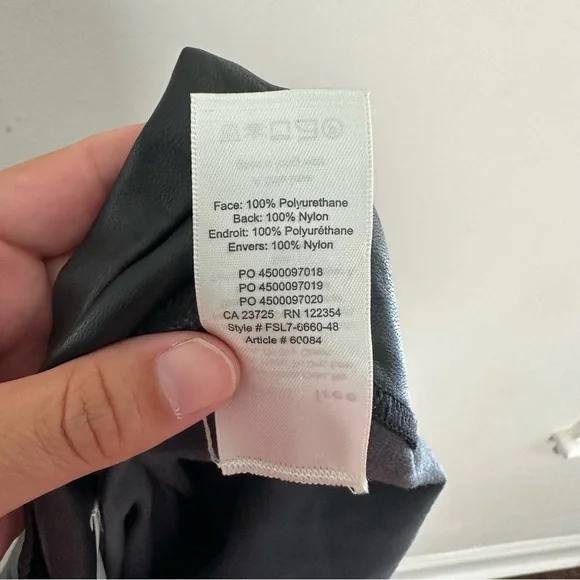 Face: 100% Polyurethane
Back: 100% Nylon
Endroit: 100% Polyuréthane
Envers: 100% Nylon
PO 4500097018
PO 4500097019
PO 4500097020
CA 23725 RN 122354
Style # FSL7-6660-48
Article # 60084